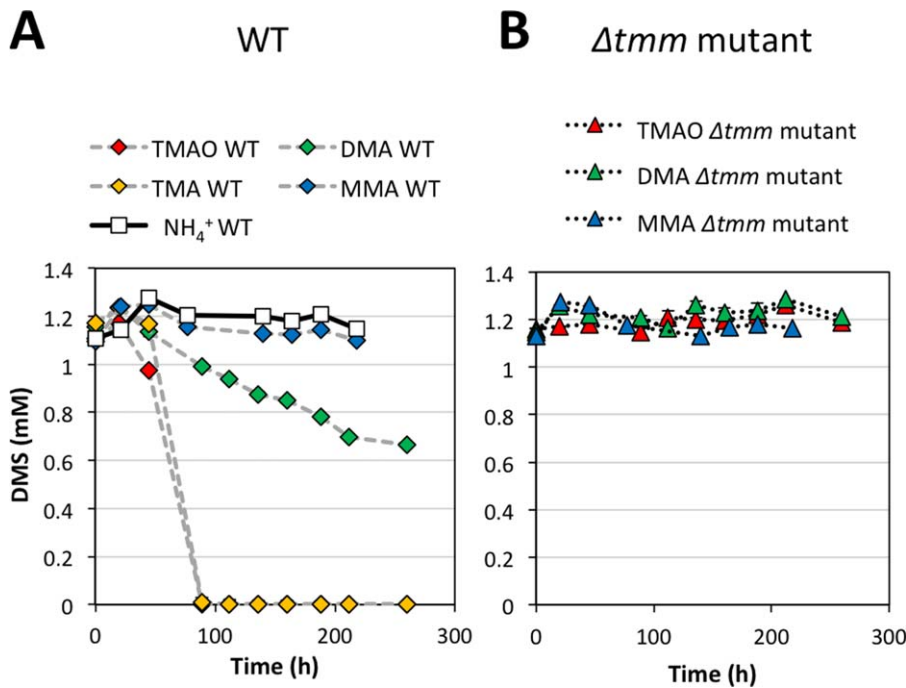 A
WT
TMAO WT
DMA WT
TMA WT
MMA WT
NH₄⁺ WT
DMS (mM)
1.4
1.2
1
0.8
0.6
0.4
0.2
0
0
100
200
300
Time (h)
B
Δtmm mutant
TMAO Δtmm mutant
DMA Δtmm mutant
MMA Δtmm mutant
1.4
1.2
1
0.8
0.6
0.4
0.2
0
0
100
200
300
Time (h)